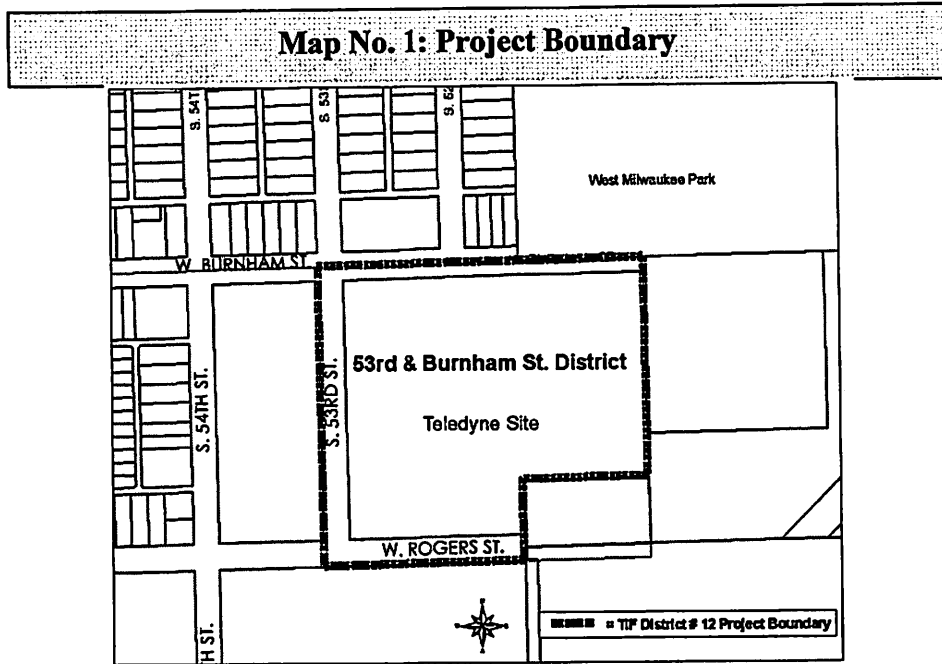 Map No. 1: Project Boundary
S. 54T
S. 53
S. 52
West Milwaukee Park
W. BURNHAM ST.
53rd & Burnham St. District
S. 54TH ST.
S. 53RD ST.
Teledyne Site
W. ROGERS ST.
TH ST.
= TIF District # 12 Project Boundary